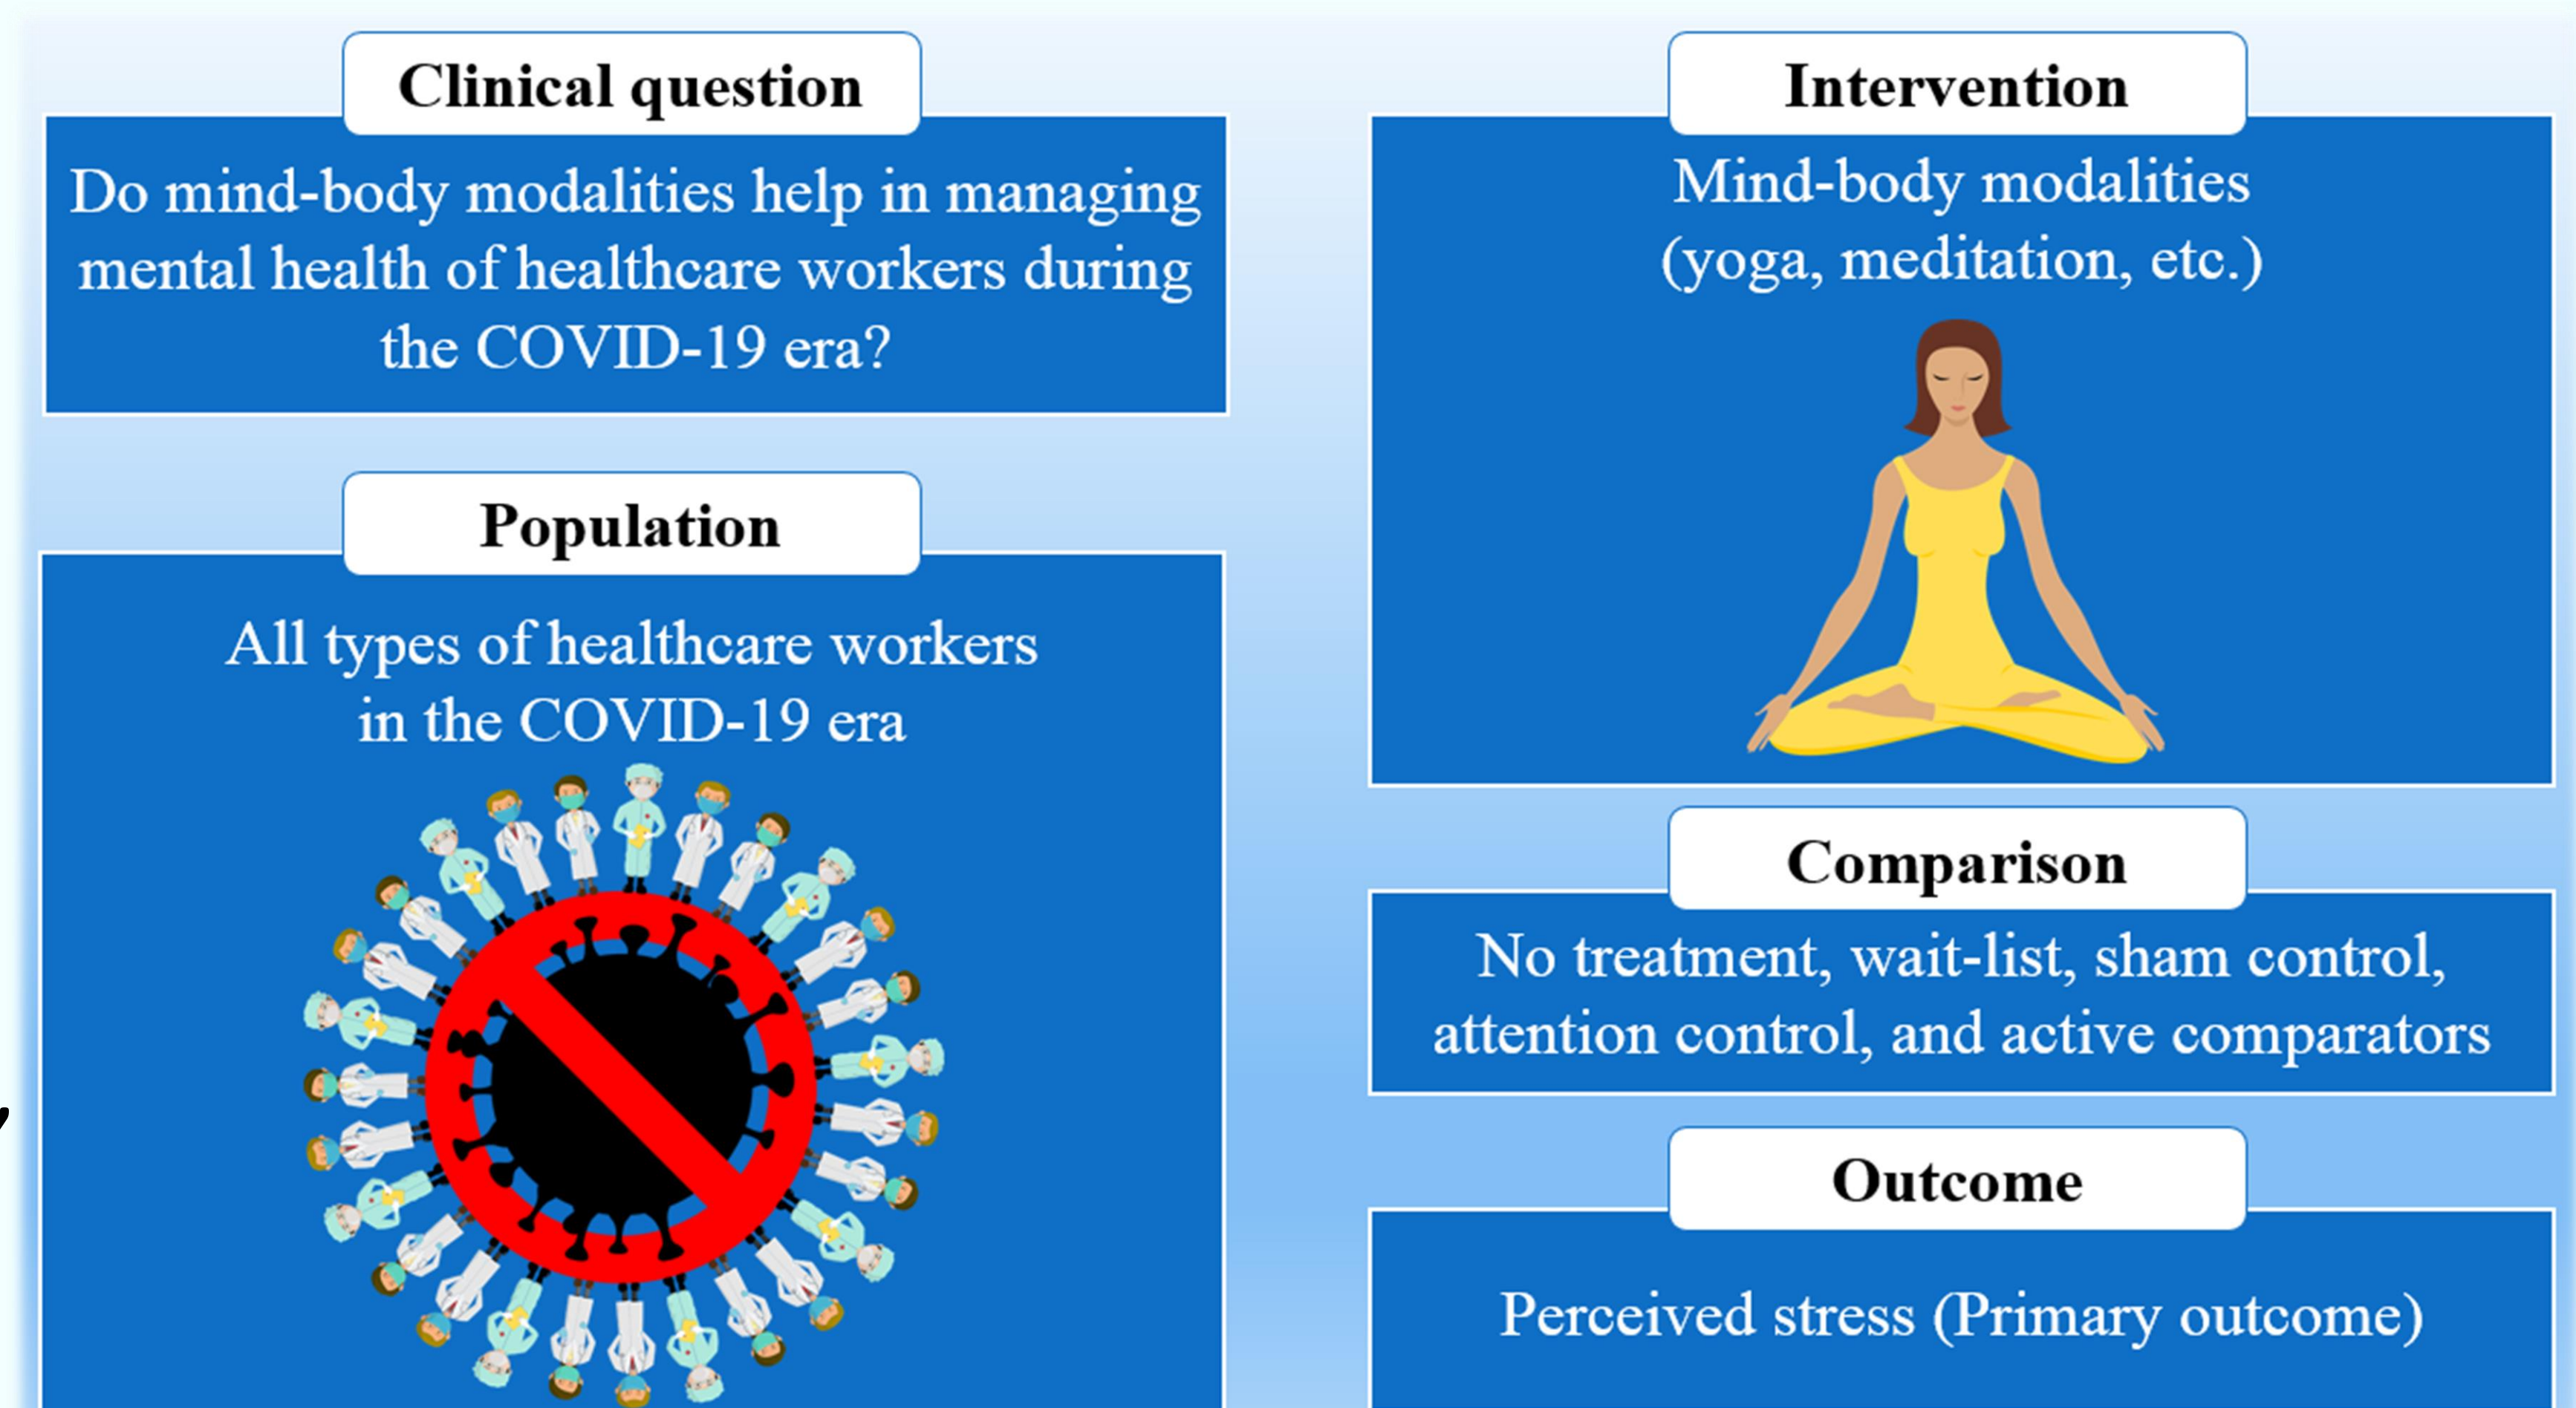 Clinical question
Do mind-body modalities help in managing
mental health of healthcare workers during
the COVID-19 era?
Population
All types of healthcare workers
in the COVID-19 era
Intervention
Mind-body modalities
(yoga, meditation, etc.)
Comparison
No treatment, wait-list, sham control,
attention control, and active comparators
Outcome
Perceived stress (Primary outcome)